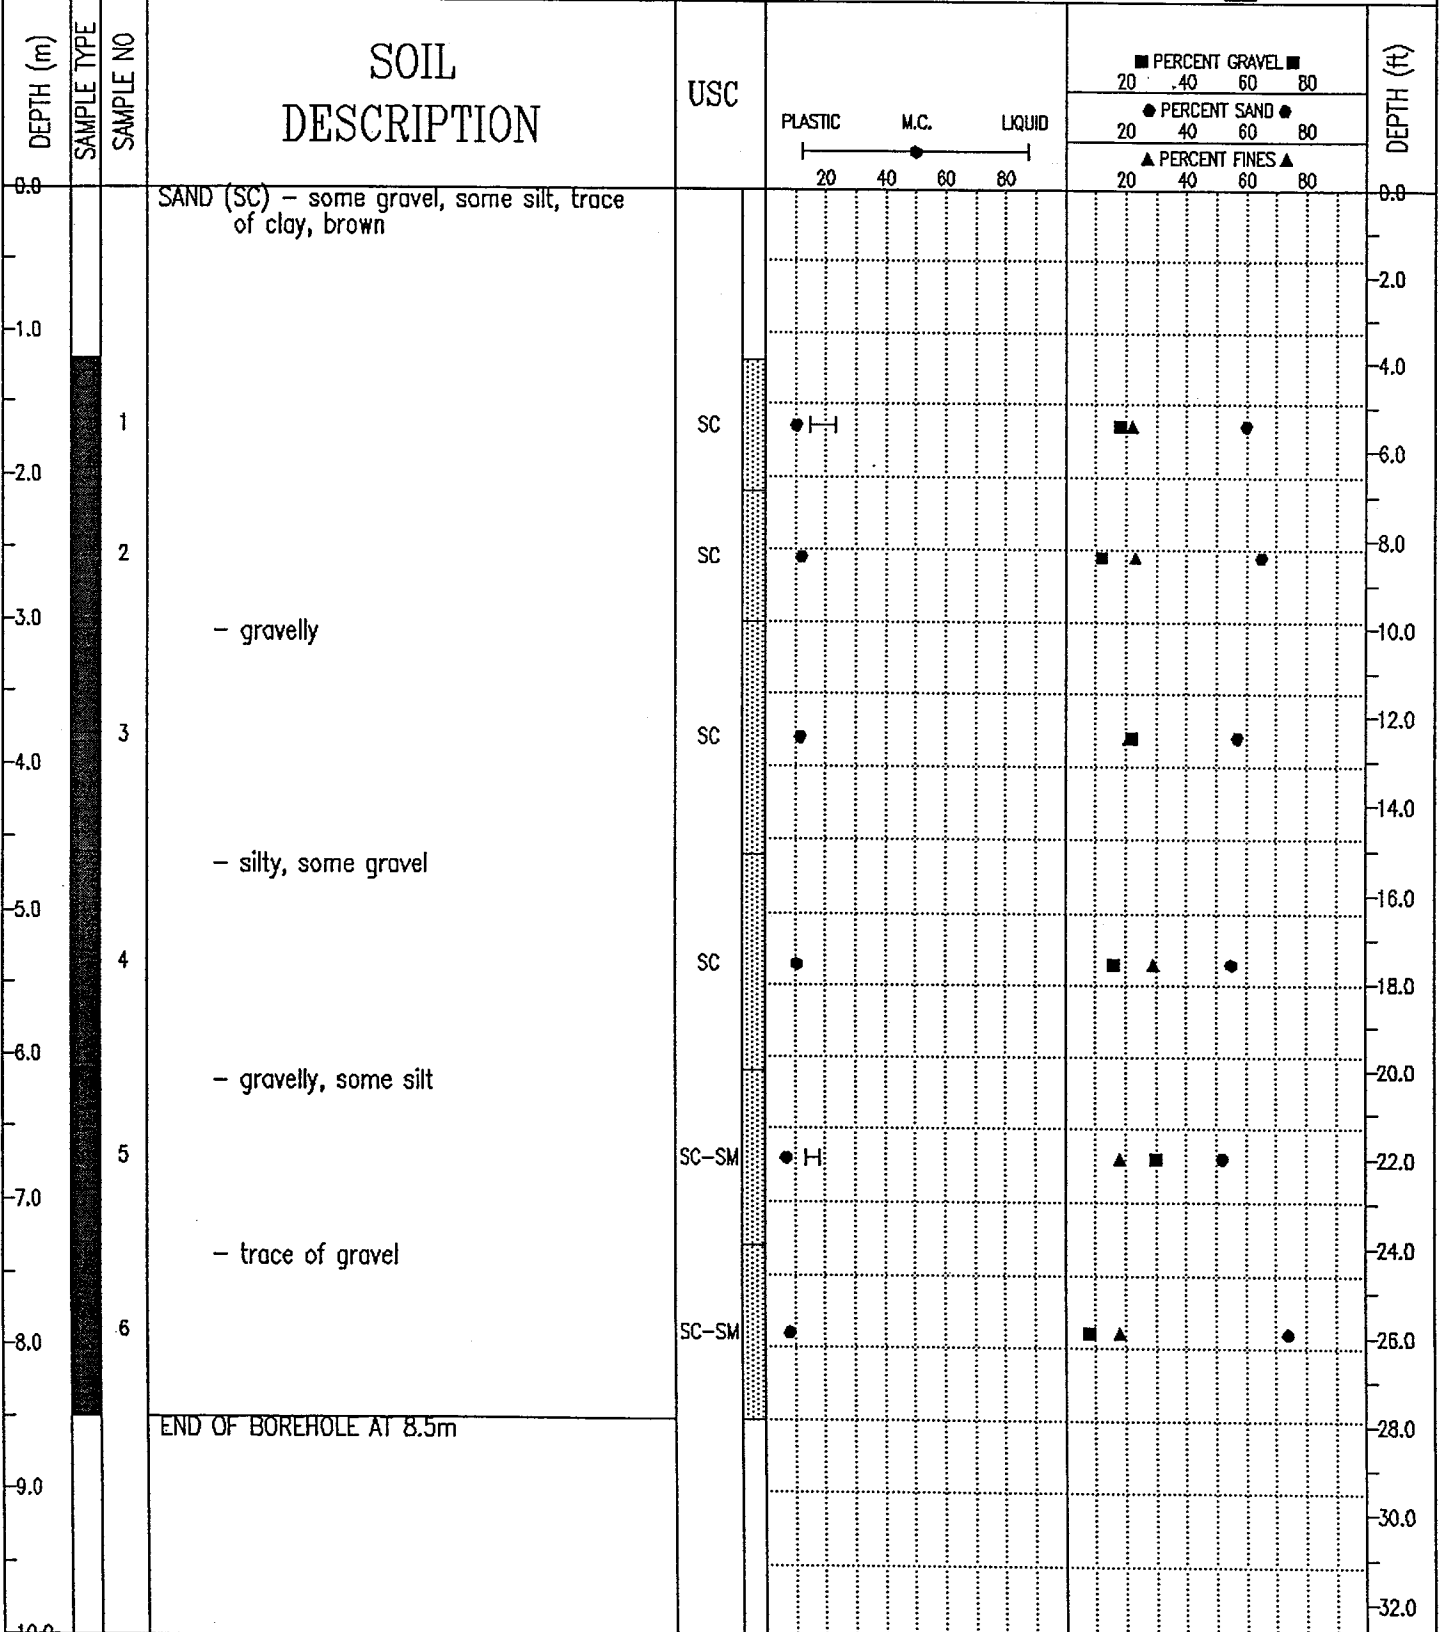 DEPTH (m)
SAMPLE TYPE
SAMPLE NO
SOIL
DESCRIPTION
USC
PLASTIC M.C. LIQUID
20 40 60 80
■ PERCENT GRAVEL ■
20 40 60 80
● PERCENT SAND ●
20 40 60 80
▲ PERCENT FINES ▲
20 40 60 80
DEPTH (ft)
0.0
SAND (SC) – some gravel, some silt, trace
of clay, brown
0.0
2.0
1.0
4.0
1 SC
6.0
2.0
8.0
2 SC
3.0
– gravelly
10.0
12.0
3 SC
4.0
14.0
– silty, some gravel
16.0
5.0
4 SC
18.0
6.0
– gravelly, some silt
20.0
5 SC–SM
22.0
7.0
– trace of gravel
24.0
6 SC–SM
8.0
26.0
END OF BOREHOLE AT 8.5m
28.0
9.0
30.0
32.0
10.0